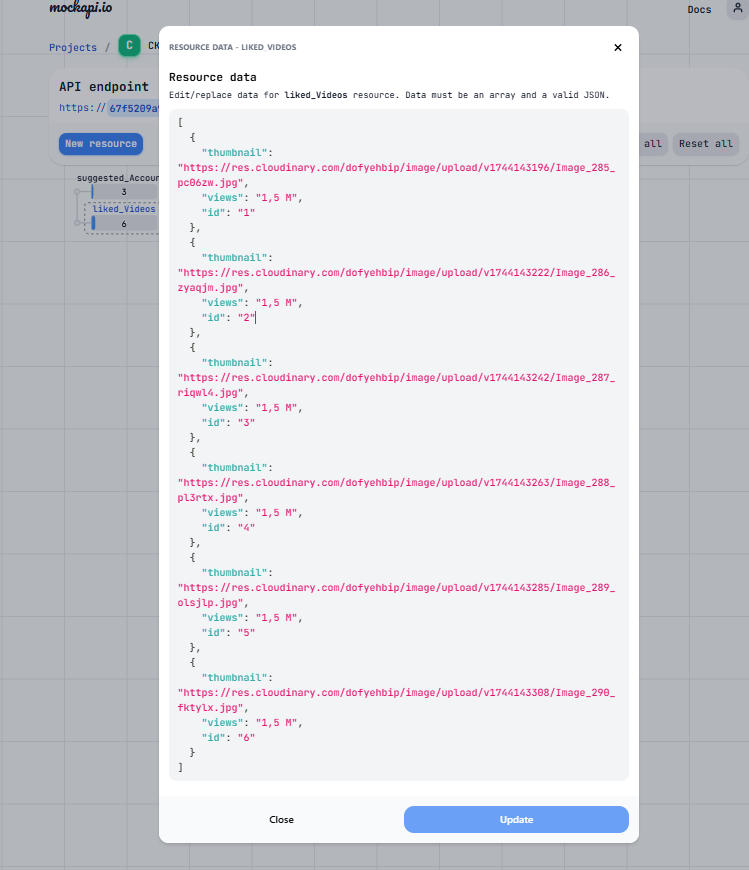 mockapi.io
Docs
Projects / C CK
API endpoint
https://67f5209a
New resource
all
Reset all
suggested_Accoun
3
liked_Videos
6
RESOURCE DATA - LIKED_VIDEOS
Resource data
Edit/replace data for liked_Videos resource. Data must be an array and a valid JSON.
[
{
"thumbnail":
"https://res.cloudinary.com/dofyehbip/image/upload/v1744143196/Image_285_
pc06zw.jpg",
"views": "1,5 M",
"id": "1"
},
{
"thumbnail":
"https://res.cloudinary.com/dofyehbip/image/upload/v1744143222/Image_286_
zyaqjm.jpg",
"views": "1,5 M",
"id": "2"
},
{
"thumbnail":
"https://res.cloudinary.com/dofyehbip/image/upload/v1744143242/Image_287_
riqwl4.jpg",
"views": "1,5 M",
"id": "3"
},
{
"thumbnail":
"https://res.cloudinary.com/dofyehbip/image/upload/v1744143263/Image_288_
pl3rtx.jpg",
"views": "1,5 M",
"id": "4"
},
{
"thumbnail":
"https://res.cloudinary.com/dofyehbip/image/upload/v1744143285/Image_289_
olsjlp.jpg",
"views": "1,5 M",
"id": "5"
},
{
"thumbnail":
"https://res.cloudinary.com/dofyehbip/image/upload/v1744143308/Image_290_
fktylx.jpg",
"views": "1,5 M",
"id": "6"
}
]
Close
Update